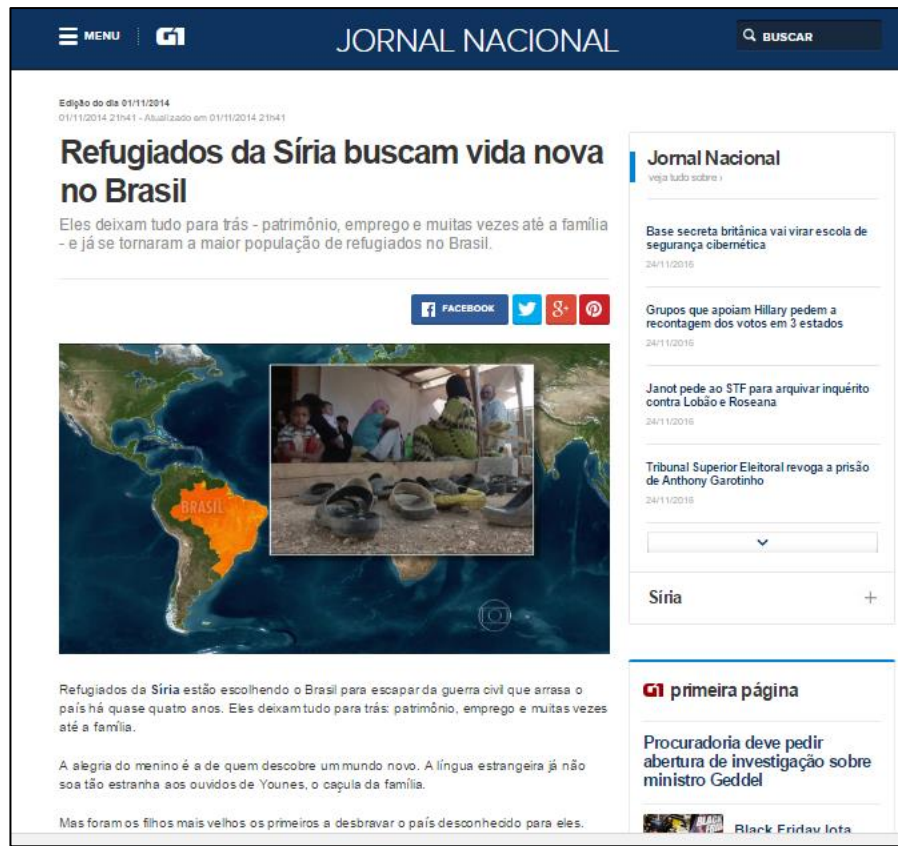 MENU
G1
JORNAL NACIONAL
BUSCAR
Edição do dia 01/11/2014
01/11/2014 21h41 - Atualizado em 01/11/2014 21h41
Refugiados da Síria buscam vida nova
no Brasil
Eles deixam tudo para trás - patrimônio, emprego e muitas vezes até a família
- e já se tornaram a maior população de refugiados no Brasil.
FACEBOOK
8+
BRASIL
Refugiados da Síria estão escolhendo o Brasil para escapar da guerra civil que arrasa o
país há quase quatro anos. Eles deixam tudo para trás: patrimônio, emprego e muitas vezes
até a família.
A alegria do menino é a de quem descobre um mundo novo. A língua estrangeira já não
soa tão estranha aos ouvidos de Younes, o caçula da família.
Mas foram os filhos mais velhos os primeiros a desbravar o país desconhecido para eles.
Jornal Nacional
veja tudo sobre ›
Base secreta britânica vai virar escola de
segurança cibernética
24/11/2016
Grupos que apoiam Hillary pedem a
recontagem dos votos em 3 estados
24/11/2016
Janot pede ao STF para arquivar inquérito
contra Lobão e Roseana
24/11/2016
Tribunal Superior Eleitoral revoga a prisão
de Anthony Garotinho
24/11/2016
Síria +
G1 primeira página
Procuradoria deve pedir
abertura de investigação sobre
ministro Geddel
Black Friday lota